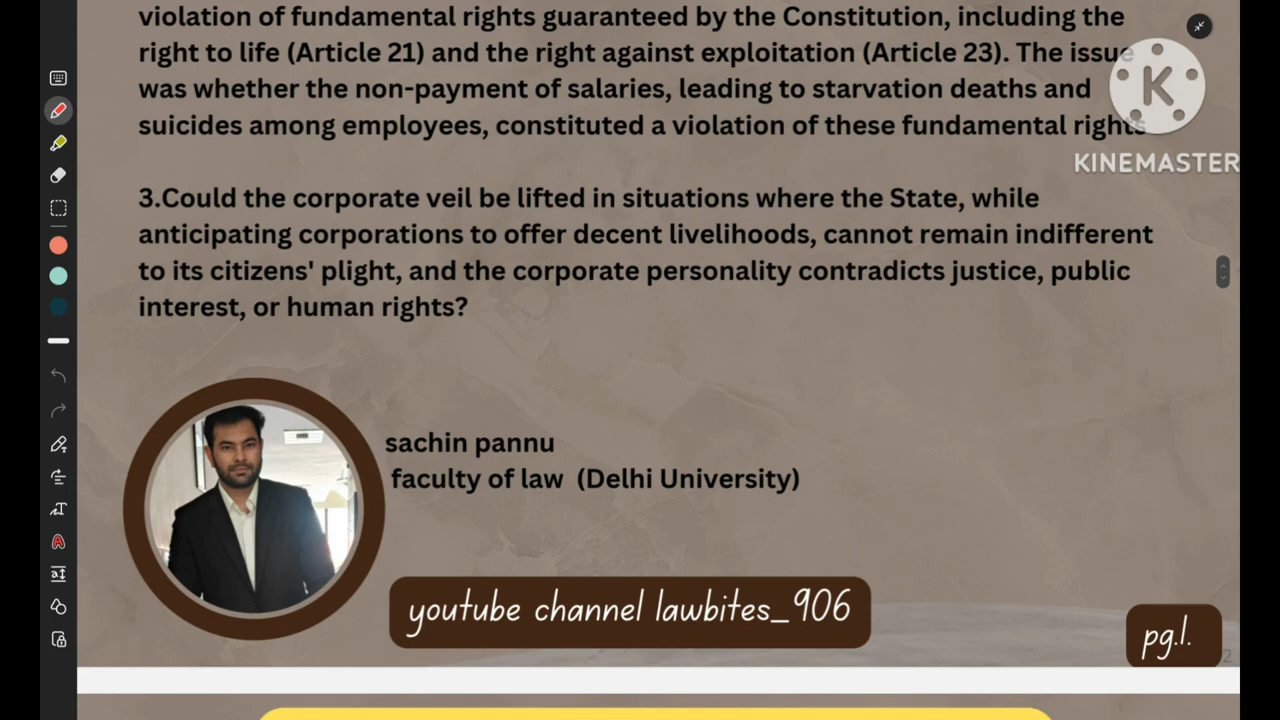 violation of fundamental rights guaranteed by the Constitution, including the
right to life (Article 21) and the right against exploitation (Article 23). The issue
was whether the non-payment of salaries, leading to starvation deaths and
suicides among employees, constituted a violation of these fundamental rights
K
KINEMASTER
3.Could the corporate veil be lifted in situations where the State, while
anticipating corporations to offer decent livelihoods, cannot remain indifferent
to its citizens' plight, and the corporate personality contradicts justice, public
interest, or human rights?
sachin pannu
faculty of law (Delhi University)
youtube channel lawbites_906
pg.1.
2